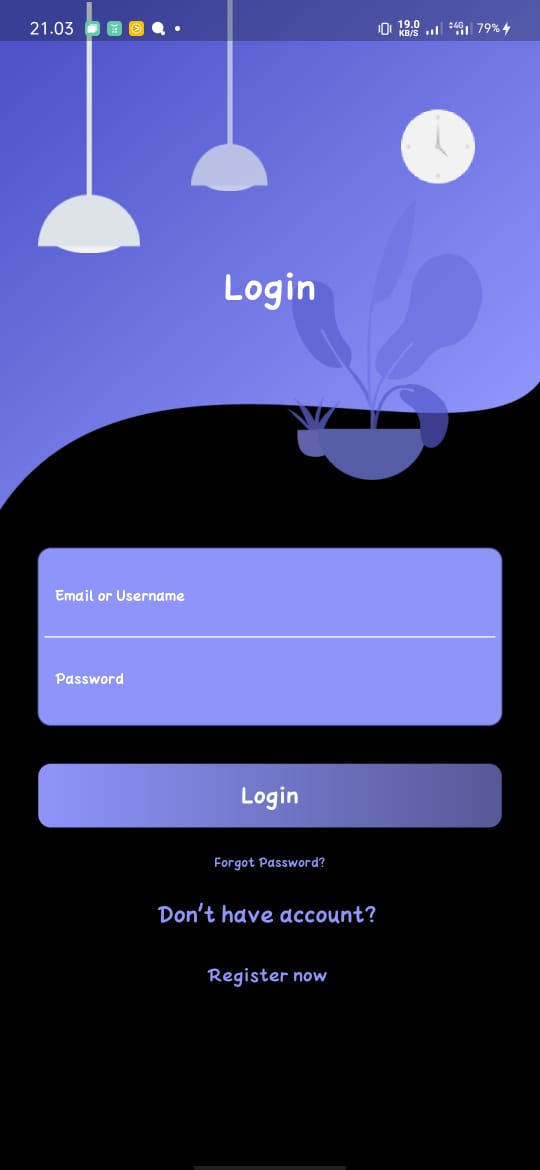 21.03 19.0 KB/S 4G 79%
Login
Email or Username
Password
Login
Forgot Password?
Don't have account?
Register now